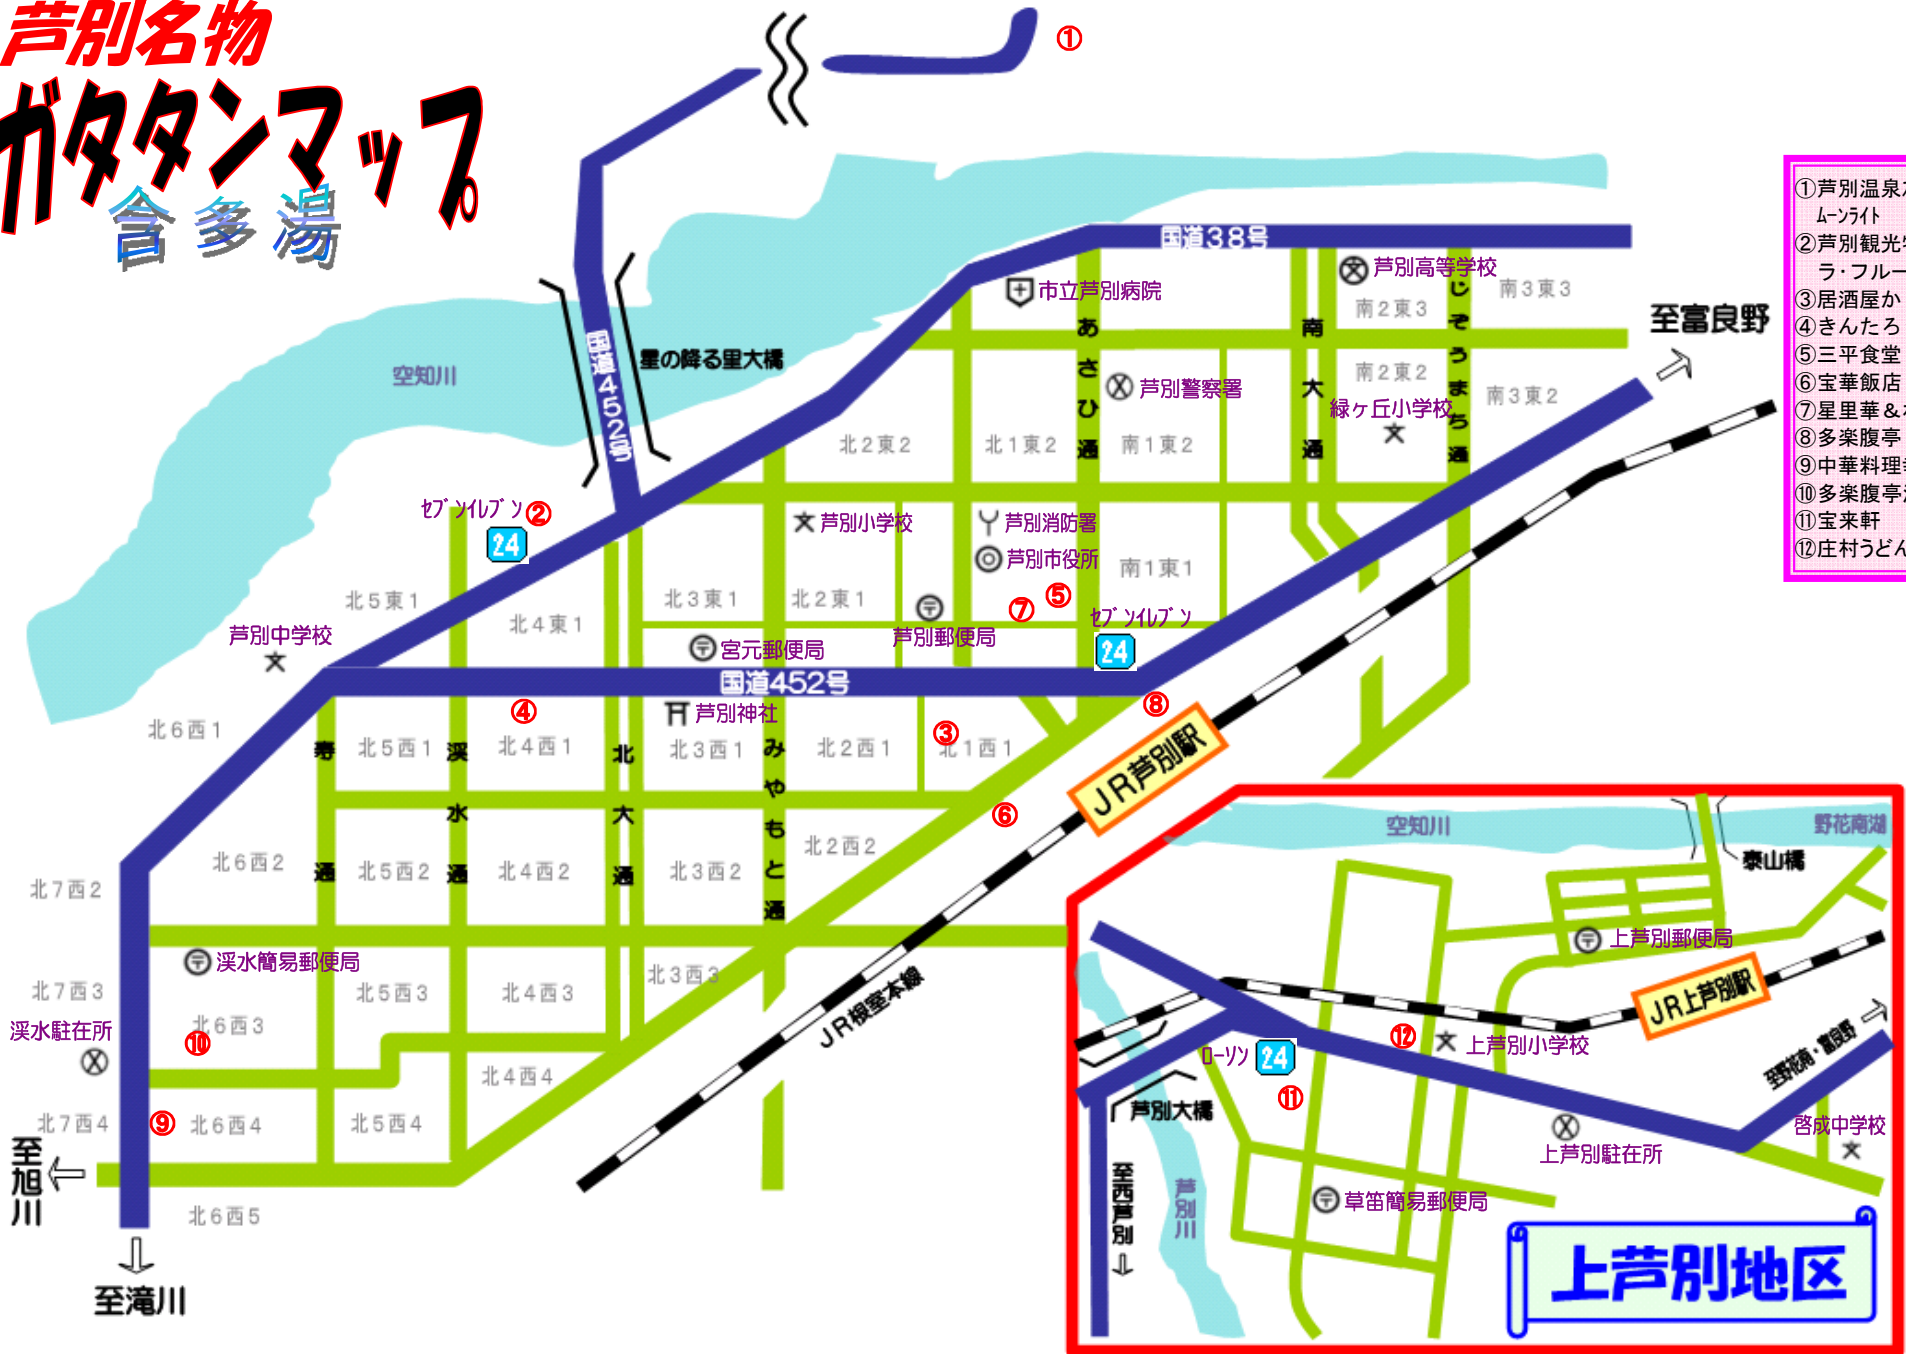 芦別名物
ガタタンマップ
含多湯
①
国道38号
市立芦別病院
芦別高等学校
南2東3
南3東3
至富良野
あさひ通
南大通
じぞうまち通
国道452号
星の降る里大橋
空知川
芦別警察署
南2東2
緑ヶ丘小学校
南3東2
北2東2
北1東2
南1東2
セブンイレブン
②
24
芦別小学校
芦別消防署
芦別市役所
南1東1
北5東1
北4東1
北3東1
北2東1
⑦
⑤
セブンイレブン
24
芦別中学校
宮元郵便局
芦別郵便局
国道452号
④
芦別神社
③
⑧
北6西1
寿通
北5西1
渓水通
北4西1
北大通
北3西1
みやもと通
北2西1
北1西1
JR芦別駅
⑥
北7西2
北6西2
北5西2
北4西2
北3西2
北2西2
渓水簡易郵便局
北7西3
北6西3
北5西3
北4西3
北3西3
JR根室本線
渓水駐在所
⑩
北4西4
北7西4
⑨
北6西4
北5西4
至旭川
北6西5
至滝川
①芦別温泉
ムーンライト
②芦別観光
ラ・フルー
③居酒屋か
④きんたろ
⑤三平食堂
⑥宝華飯店
⑦星里華&
⑧多楽腹亭
⑨中華料理
⑩多楽腹亭
⑪宝来軒
⑫庄村うどん
空知川
野花南湖
泰山橋
上芦別郵便局
JR上芦別駅
⑫
上芦別小学校
ローソン
24
至野花南・富良野
⑪
芦別大橋
上芦別駐在所
啓成中学校
至西芦別
芦別川
草笛簡易郵便局
上芦別地区